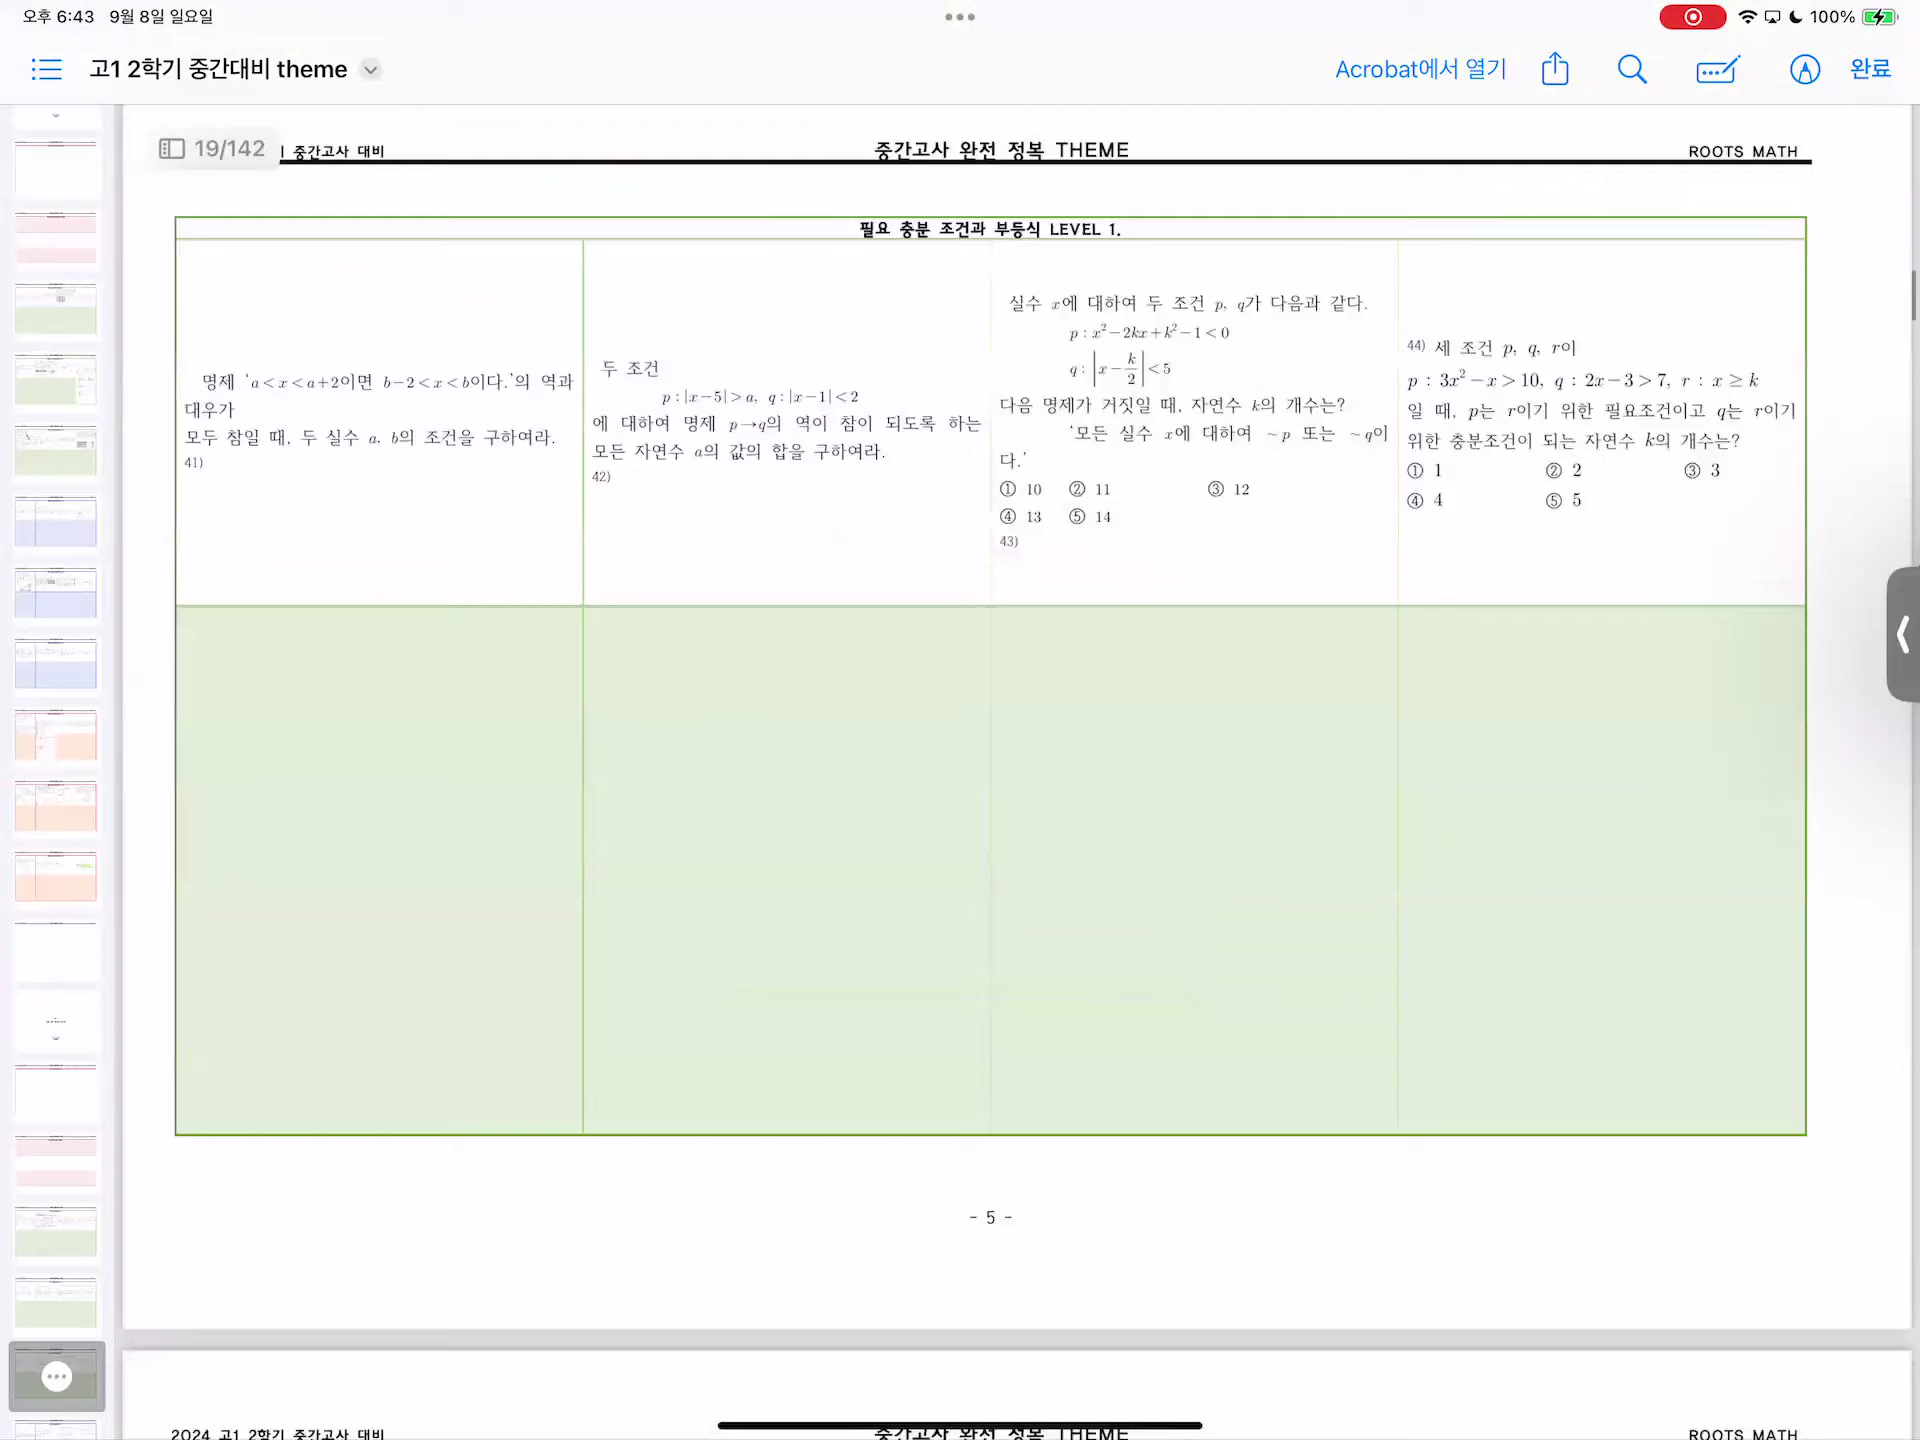 오후 6:43 9월 8일 일요일
100%
고1 2학기 중간대비 theme
Acrobat에서 열기
완료
19/142
| 중간고사 대비
중간고사 완전 정복 THEME
ROOTS MATH
필요 충분 조건과 부등식 LEVEL 1.
명제 ‘a<x<a+2이면 b-2<x<b이다.’의 역과
대우가
모두 참일 때, 두 실수 a, b의 조건을 구하여라.
41)
두 조건
p : |x-5|>a, q : |x-1|<2
에 대하여 명제 p→q의 역이 참이 되도록 하는
모든 자연수 a의 값의 합을 구하여라.
42)
실수 x에 대하여 두 조건 p, q가 다음과 같다.
p : x²-2kx+k²-1<0
q : |x-k/2|<5
다음 명제가 거짓일 때, 자연수 k의 개수는?
‘모든 실수 x에 대하여 ~p 또는 ~q이
다.’
① 10 ② 11 ③ 12
④ 13 ⑤ 14
43)
44) 세 조건 p, q, r이
p : 3x²-x>10, q : 2x-3>7, r : x≥k
일 때, p는 r이기 위한 필요조건이고 q는 r이기
위한 충분조건이 되는 자연수 k의 개수는?
① 1 ② 2 ③ 3
④ 4 ⑤ 5
- 5 -
2024 고1 2학기 중간고사 대비
중간고사 완전 정복 THEME
ROOTS MATH